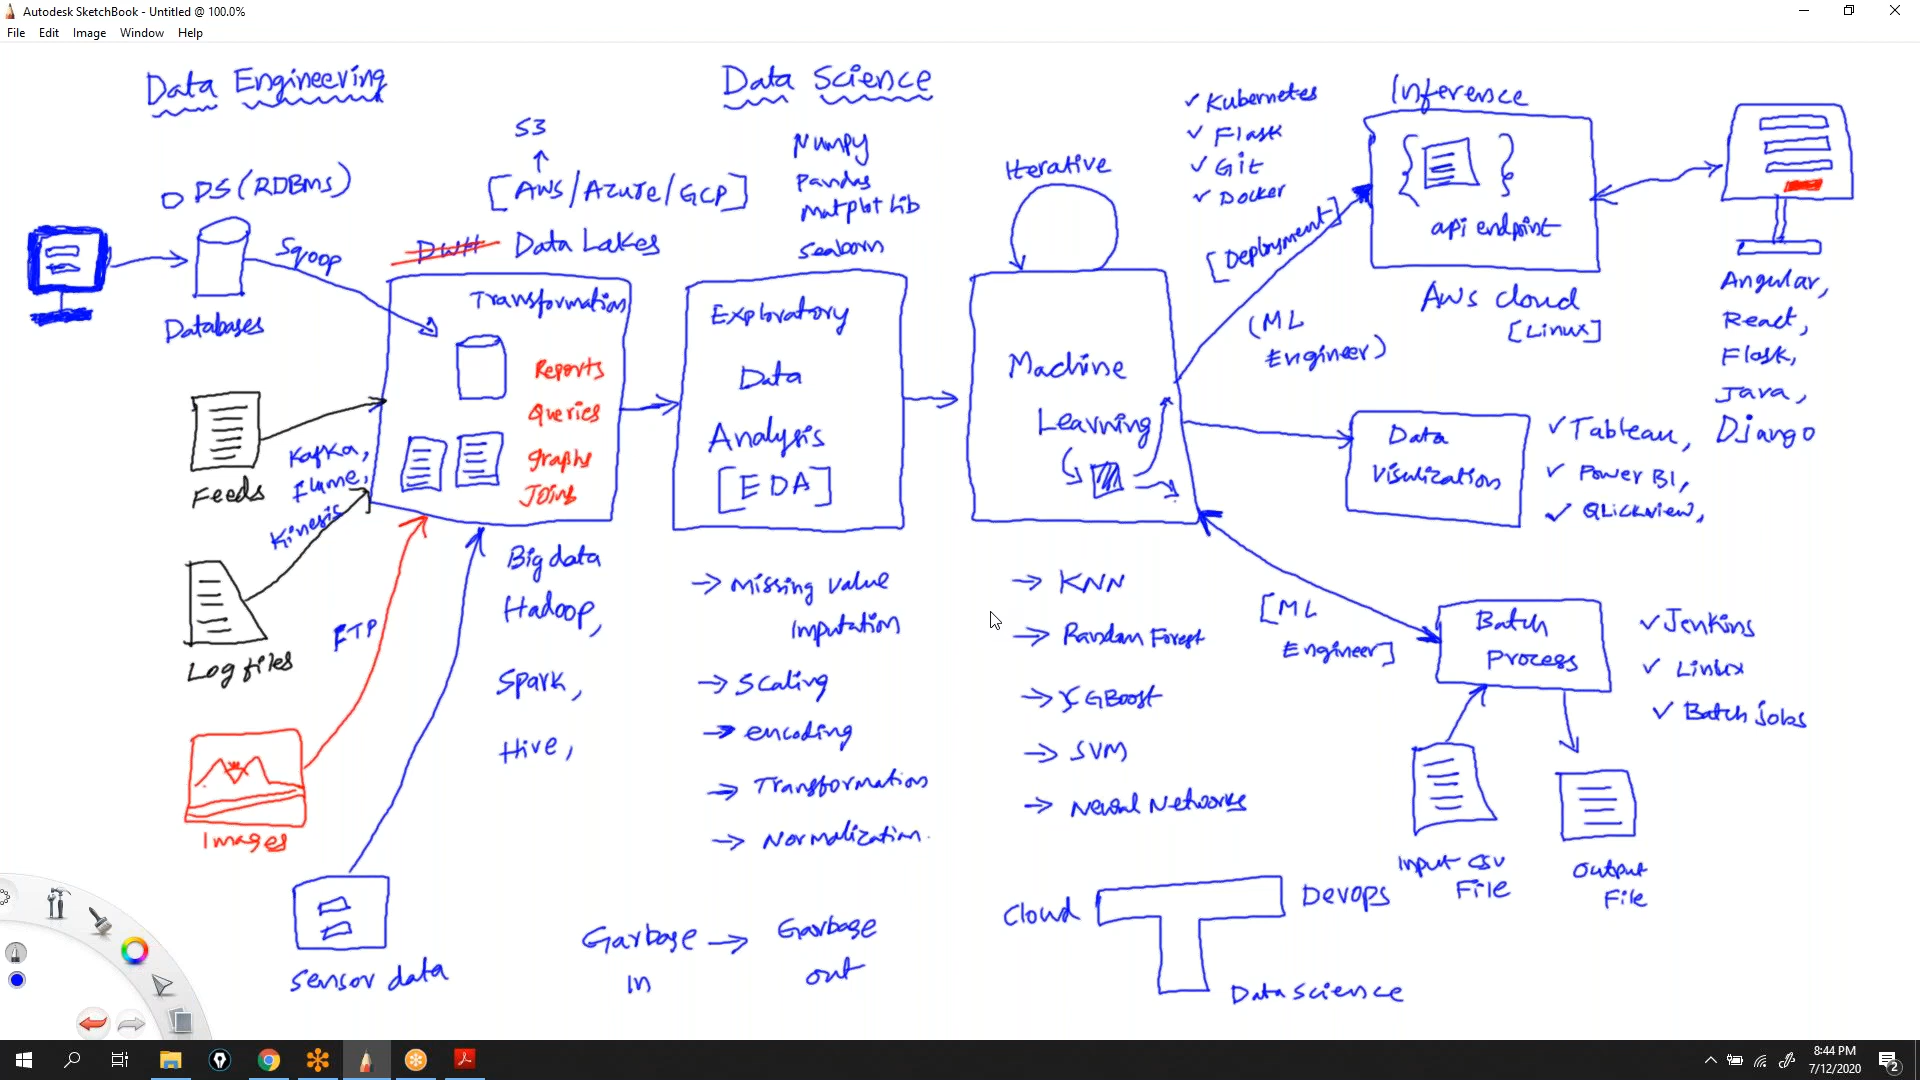 Autodesk SketchBook - Untitled @ 100.0%
File Edit Image Window Help
Data Engineering
Data Science
S3
[AWS/Azure/GCP]
DS(RDBMS)
DWH Data Lakes
Sqoop
Databases
Transformation
Reports
Queries
graphs
Joins
Feeds
Kafka,
Flume,
Kinesis
Log files
FTP
Images
Sensor data
Big data
Hadoop,
Spark,
Hive,
Numpy
Pandas
Matplot Lib
Seaborn
Exploratory
Data
Analysis
[EDA]
→ Missing Value
Imputation
→ Scaling
→ encoding
→ Transformation
→ Normalization.
Garbage → Garbage
in out
Iterative
Machine
Learning
→ KNN
→ Random Forest
→ XGBoost
→ SVM
→ Neural Networks
Cloud
Devops
Data Science
✓ Kubernetes
✓ Flask
✓ Git
✓ Docker
[Deployment]
(ML
Engineer)
Inference
{ }
api endpoint
AWS cloud
[Linux]
Angular,
React,
Flask,
Java,
Django
Data
Visulization
✓ Tableau,
✓ Power BI,
✓ QLickview,
[ML
Engineer]
Batch
Process
✓ Jenkins
✓ Linux
✓ Batch jobs
Input CSV
File
Output
File
8:44 PM
7/12/2020
2